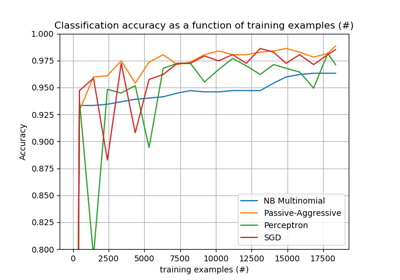 Classification accuracy as a function of training examples (#)
1.000
0.975
0.950
0.925
0.900
0.875
0.850
0.825
0.800
Accuracy
NB Multinomial
Passive-Aggressive
Perceptron
SGD
0 2500 5000 7500 10000 12500 15000 17500
training examples (#)